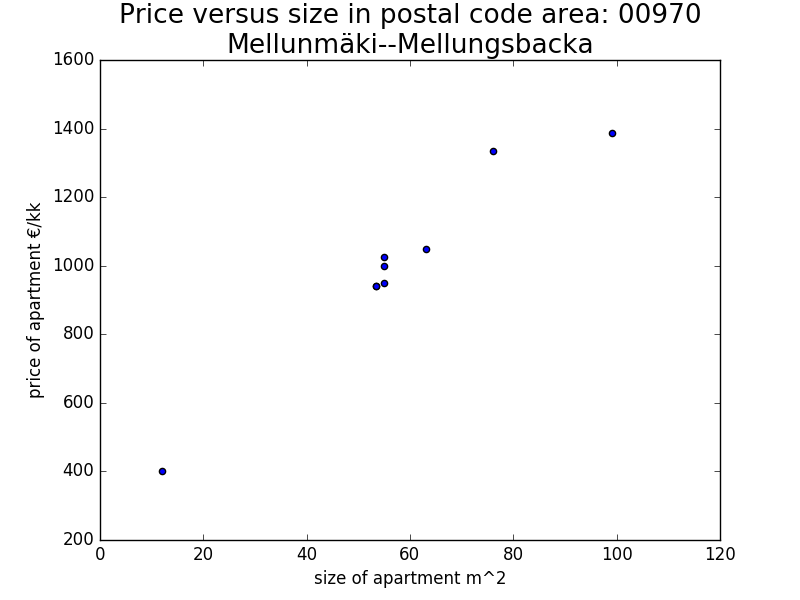 Price versus size in postal code area: 00970
Mellunmäki--Mellungsbacka
1600
1400
1200
1000
800
600
400
200
price of apartment €/kk
0 20 40 60 80 100 120
size of apartment m^2